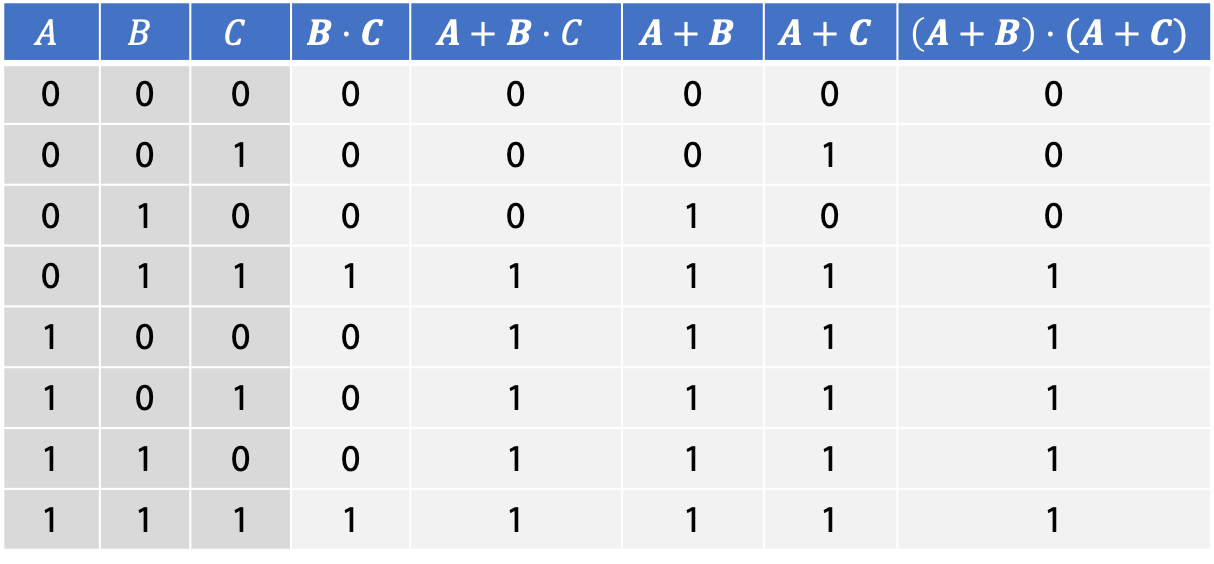 A B C B · C A + B · C A + B A + C (A + B) · (A + C)
0 0 0 0 0 0 0 0
0 0 1 0 0 0 1 0
0 1 0 0 0 1 0 0
0 1 1 1 1 1 1 1
1 0 0 0 1 1 1 1
1 0 1 0 1 1 1 1
1 1 0 0 1 1 1 1
1 1 1 1 1 1 1 1